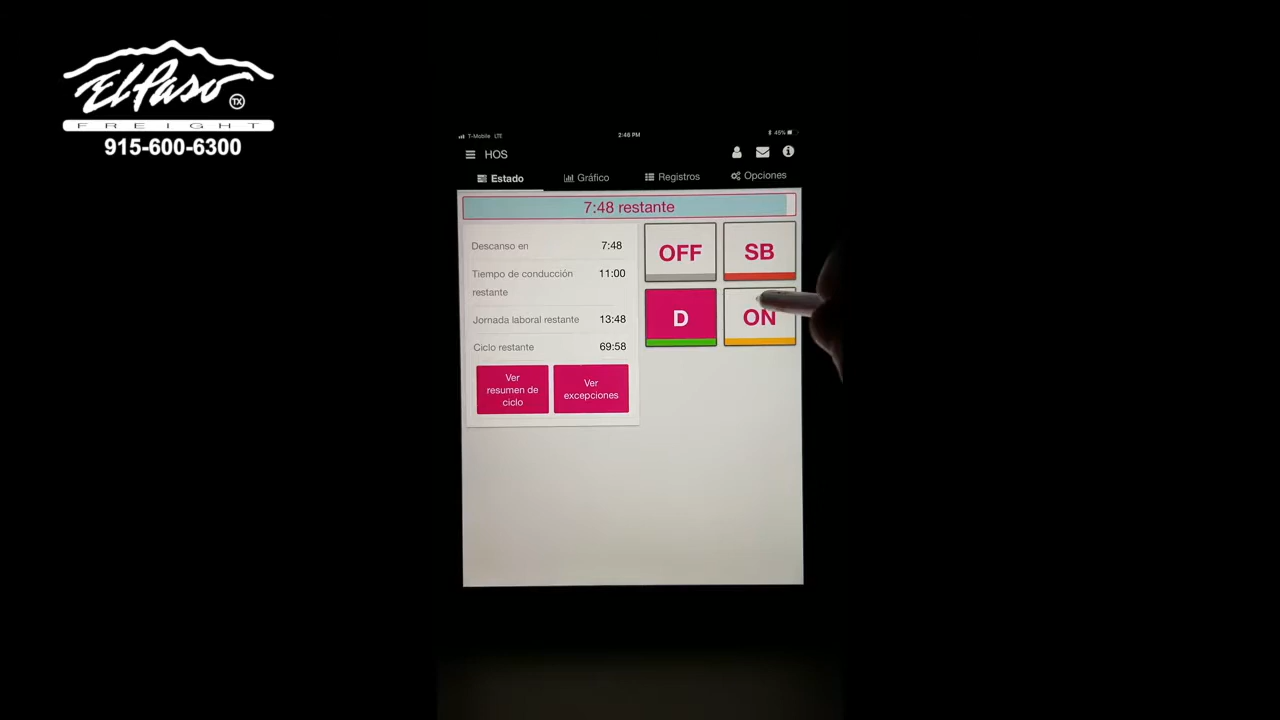 El Paso
TX
FREIGHT
915-600-6300
T-Mobile LTE
2:46 PM
45%
HOS
Estado
Gráfico
Registros
Opciones
7:48 restante
Descanso en 7:48
Tiempo de conducción 11:00
restante
Jornada laboral restante 13:48
Ciclo restante 69:58
Ver
resumen de
ciclo
Ver
excepciones
OFF
SB
D
ON